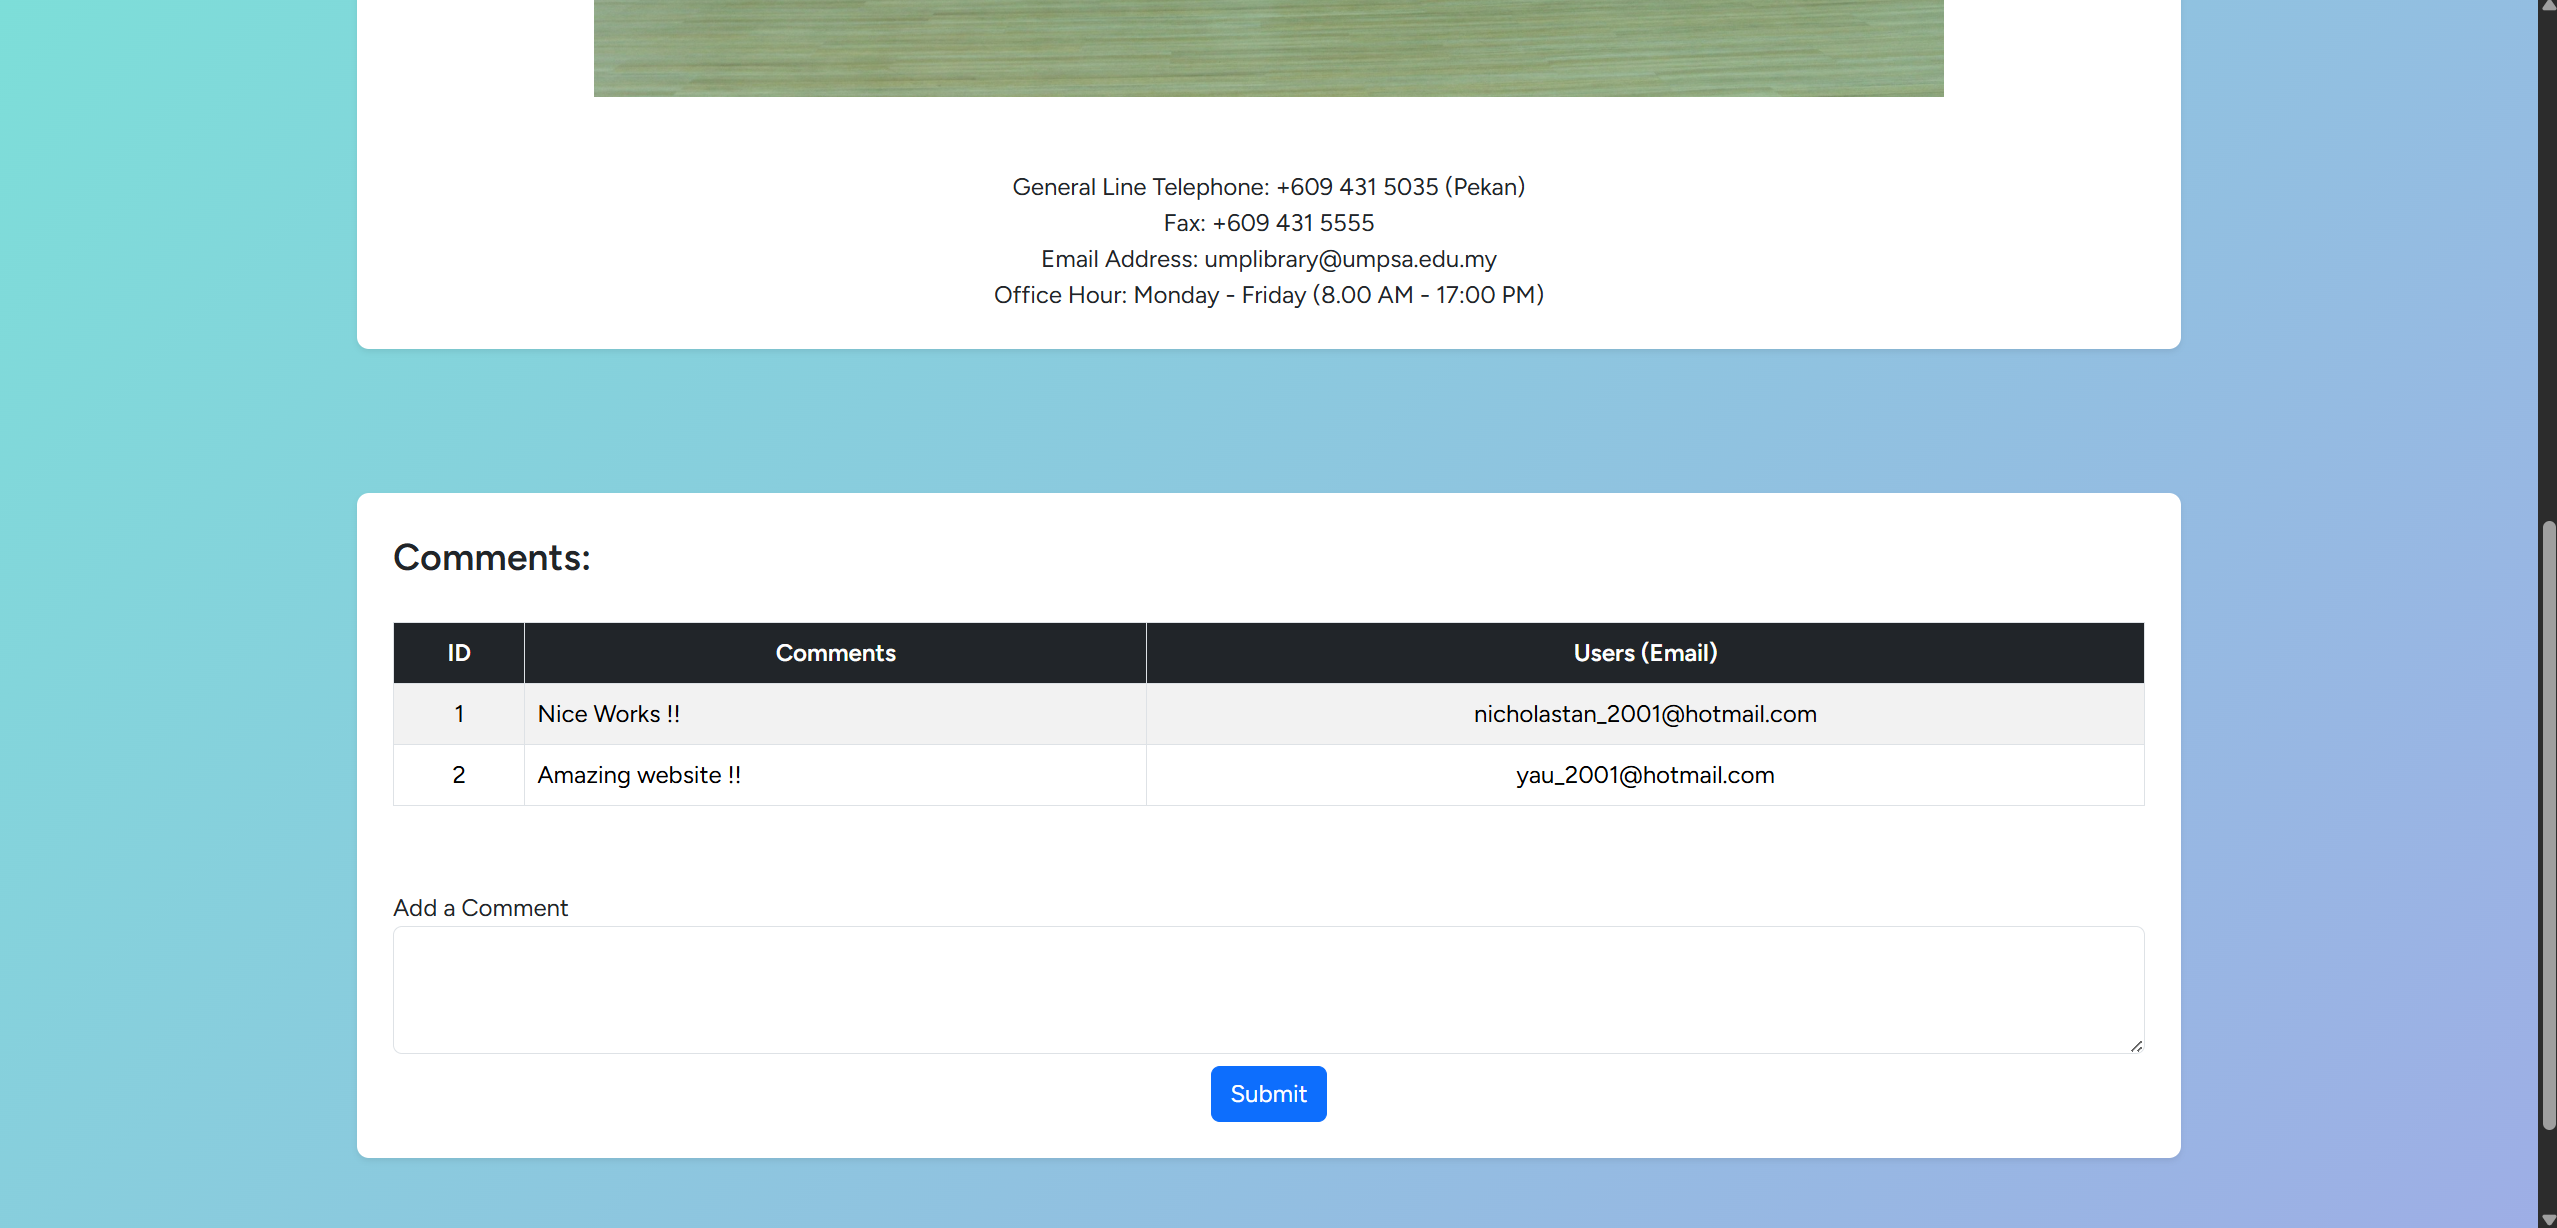 General Line Telephone: +609 431 5035 (Pekan)
Fax: +609 431 5555
Email Address: umplibrary@umpsa.edu.my
Office Hour: Monday - Friday (8.00 AM - 17:00 PM)
Comments:
ID Comments Users (Email)
1 Nice Works !! nicholastan_2001@hotmail.com
2 Amazing website !! yau_2001@hotmail.com
Add a Comment
Submit